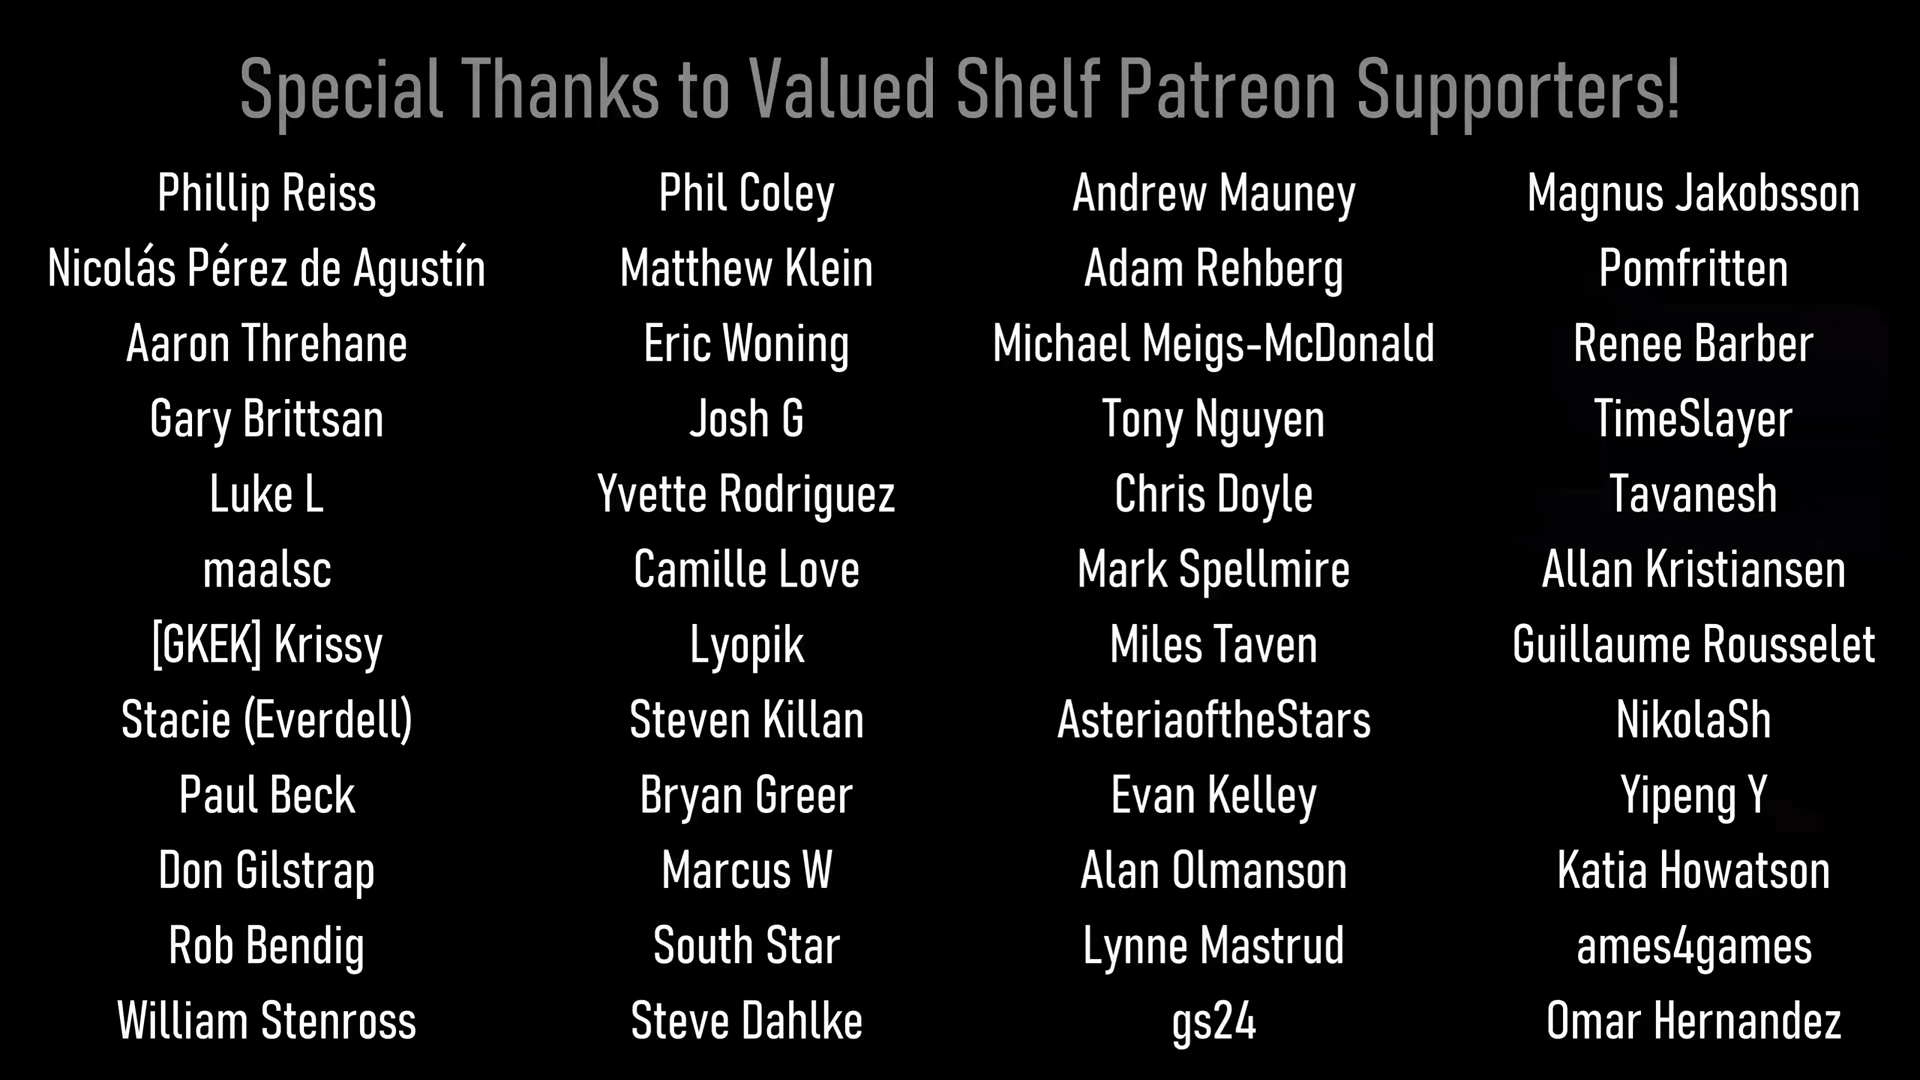 Special Thanks to Valued Shelf Patreon Supporters!
Phillip Reiss
Nicolás Pérez de Agustín
Aaron Threhane
Gary Brittsan
Luke L
maalsc
[GKEK] Krissy
Stacie (Everdell)
Paul Beck
Don Gilstrap
Rob Bendig
William Stenross
Phil Coley
Matthew Klein
Eric Woning
Josh G
Yvette Rodriguez
Camille Love
Lyopik
Steven Killan
Bryan Greer
Marcus W
South Star
Steve Dahlke
Andrew Mauney
Adam Rehberg
Michael Meigs-McDonald
Tony Nguyen
Chris Doyle
Mark Spellmire
Miles Taven
AsteriaoftheStars
Evan Kelley
Alan Olmanson
Lynne Mastrud
gs24
Magnus Jakobsson
Pomfritten
Renee Barber
TimeSlayer
Tavanesh
Allan Kristiansen
Guillaume Rousselet
NikolaSh
Yipeng Y
Katia Howatson
ames4games
Omar Hernandez